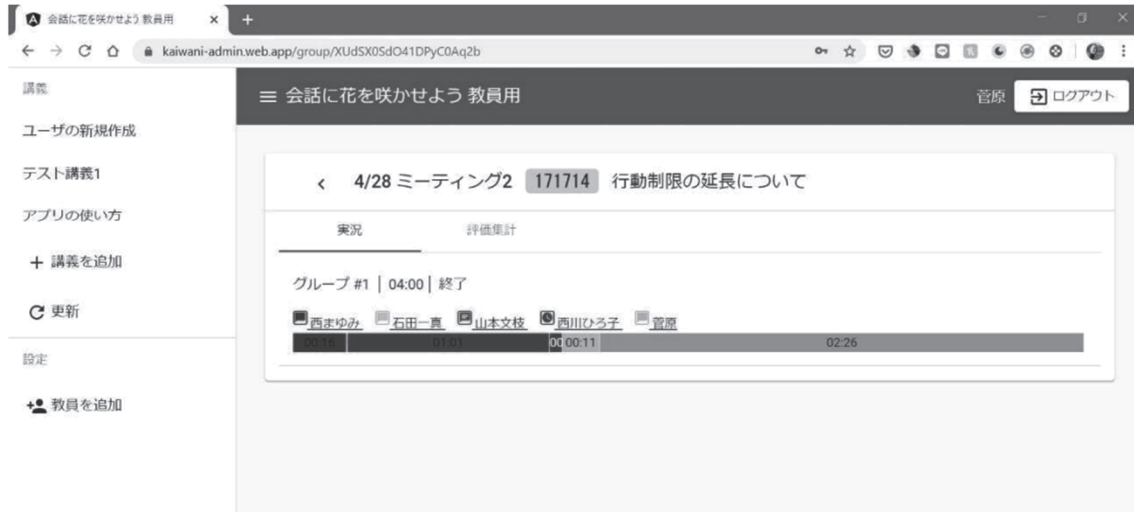 会話に花を咲かせよう 教員用
kaiwani-admin.web.app/group/XUdSX0SdO41DPyC0Aq2b
講義
ユーザの新規作成
テスト講義1
アプリの使い方
+ 講義を追加
更新
設定
教員を追加
会話に花を咲かせよう 教員用
菅原 ログアウト
4/28 ミーティング2 171714 行動制限の延長について
実況 評価集計
グループ #1 | 04:00 | 終了
西まゆみ 石田一真 山本文枝 西川ひろ子 菅原
00:16 01:01 00 00:11 02:26